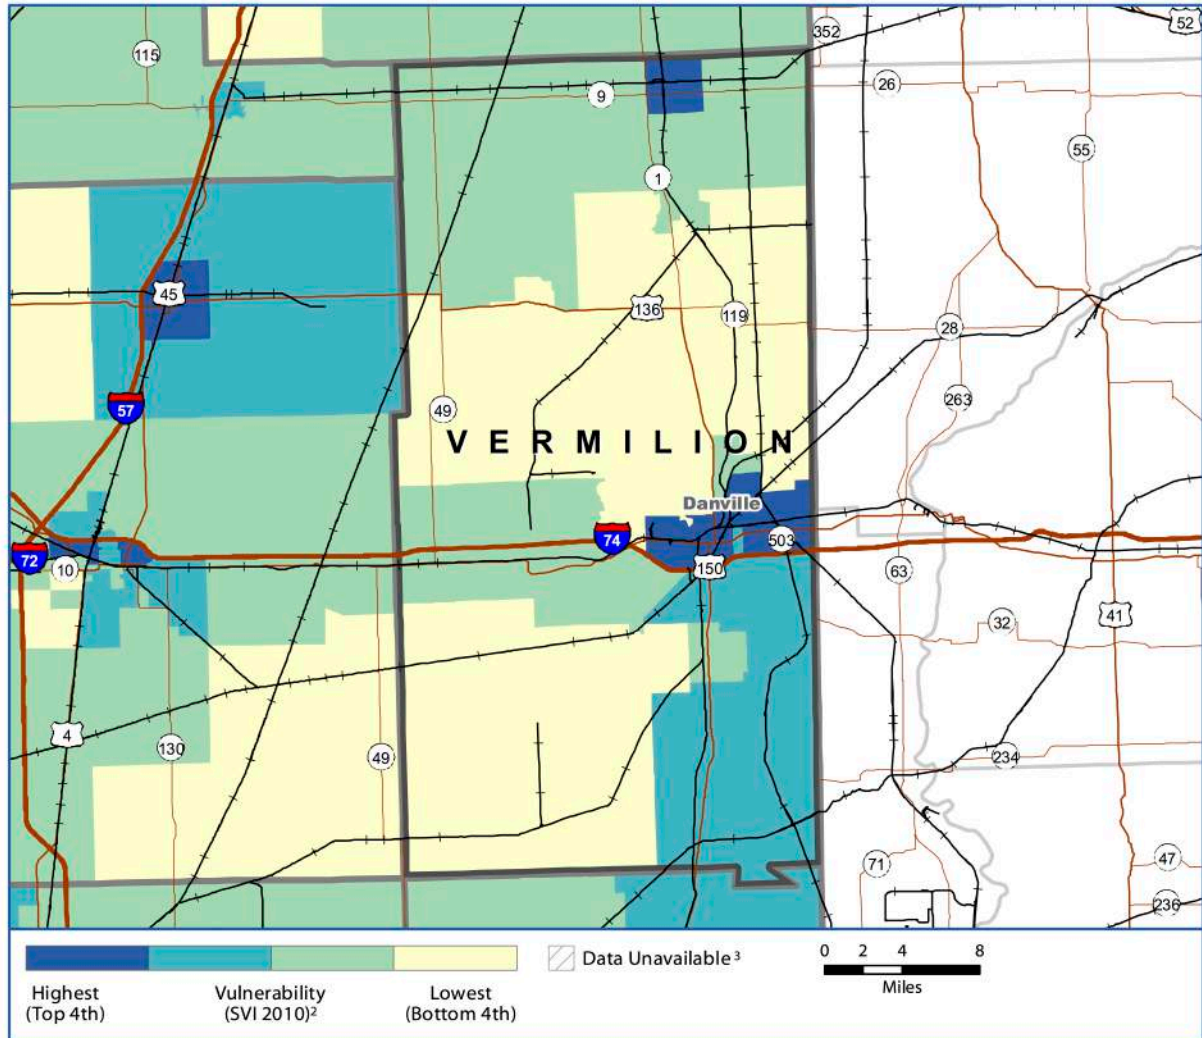 352
52
115
9
26
55
1
45
136
119
28
57
49
263
VERMILION
Danville
72
10
74
503
150
63
32
41
4
130
49
234
71
47
236
Data Unavailable ³
0 2 4 8
Miles
Highest
(Top 4th)
Vulnerability
(SVI 2010)²
Lowest
(Bottom 4th)